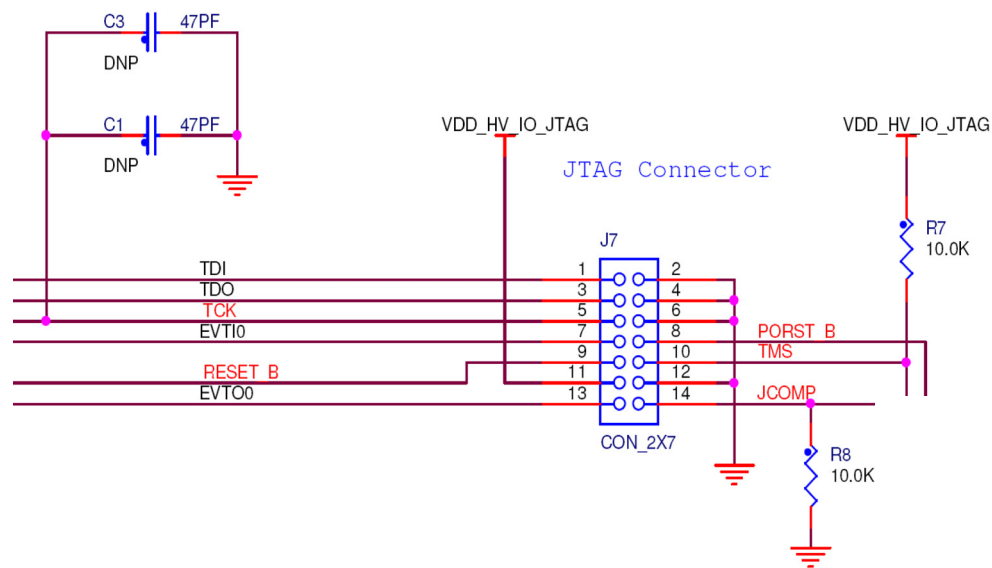 C3 47PF
DNP
C1 47PF
DNP
VDD_HV_IO_JTAG
VDD_HV_IO_JTAG
JTAG Connector
R7
10.0K
J7
TDI 1 2
TDO 3 4
TCK 5 6
EVTI0 7 8 PORST_B
9 10 TMS
RESET_B 11 12
EVTO0 13 14 JCOMP
CON_2X7
R8
10.0K